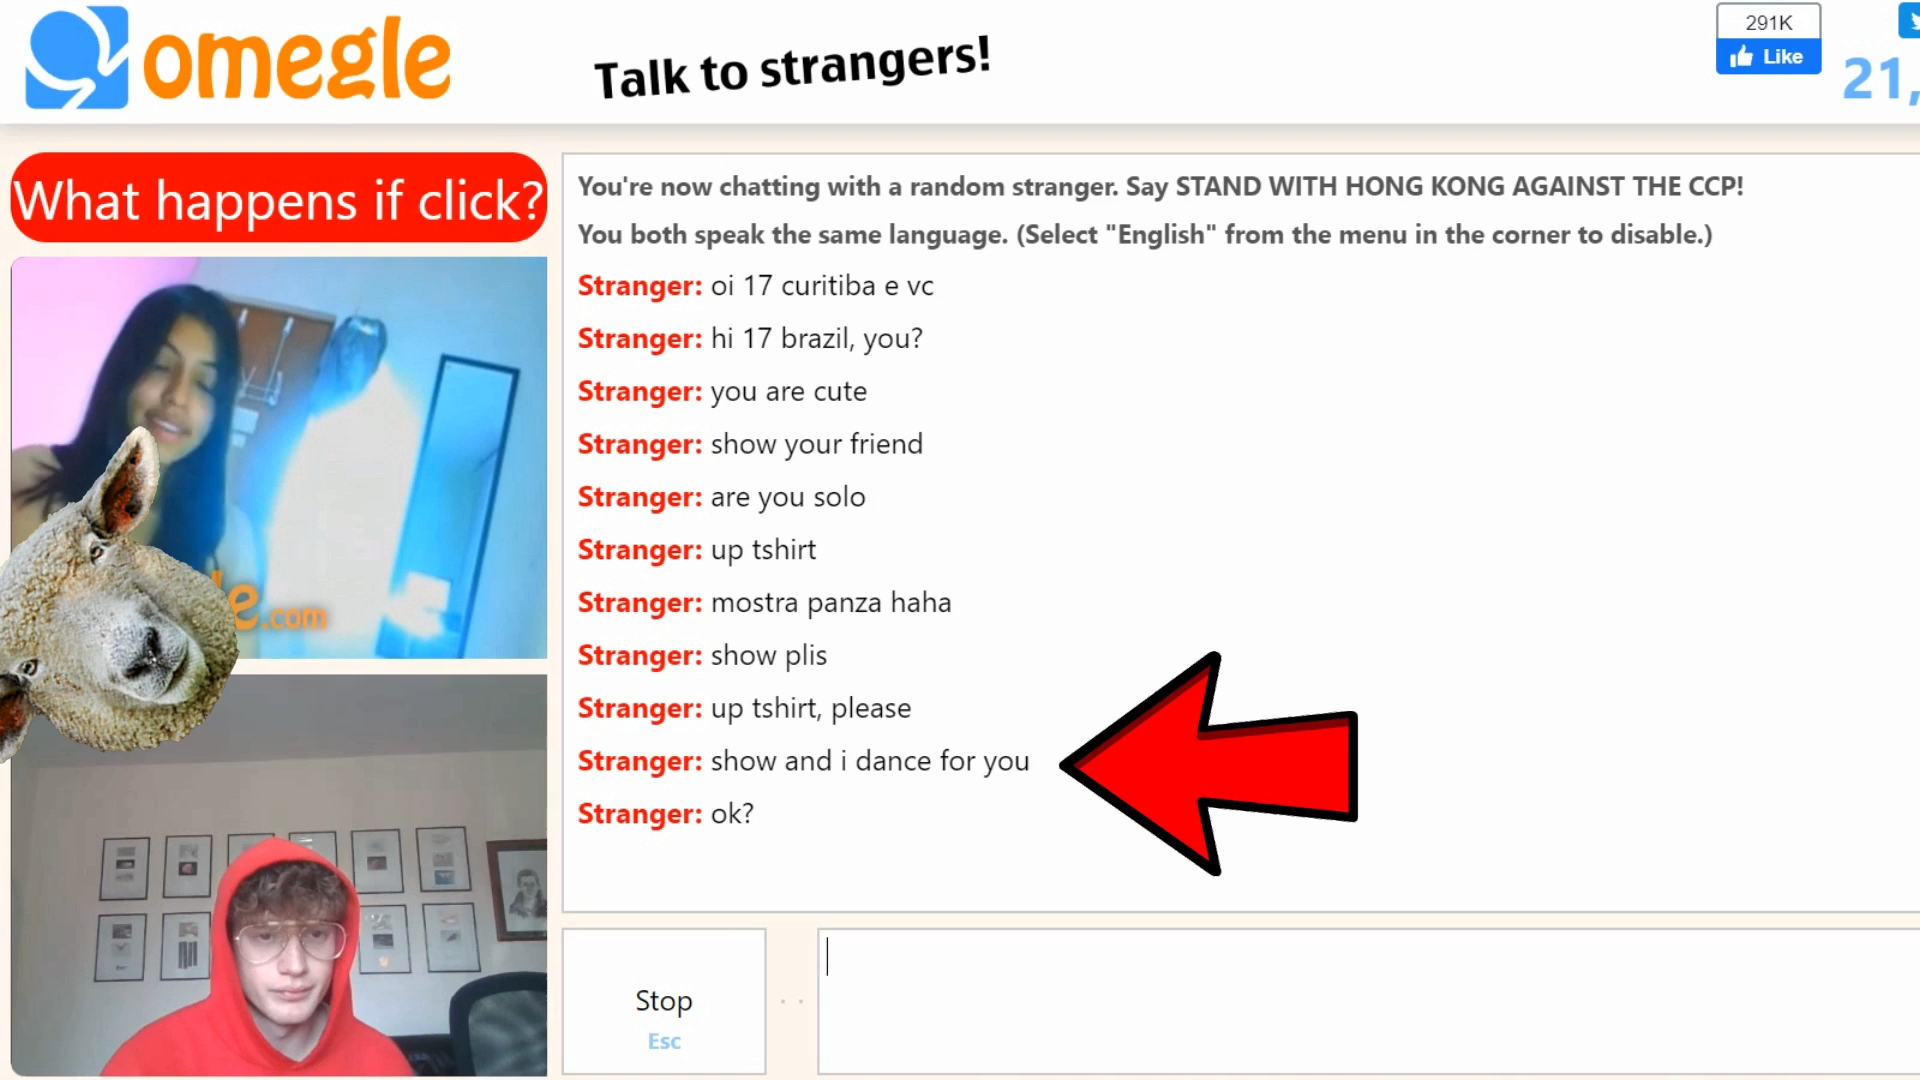 omegle
Talk to strangers!
291K
Like
21,
What happens if click?
You're now chatting with a random stranger. Say STAND WITH HONG KONG AGAINST THE CCP!
You both speak the same language. (Select "English" from the menu in the corner to disable.)
Stranger: oi 17 curitiba e vc
Stranger: hi 17 brazil, you?
Stranger: you are cute
Stranger: show your friend
Stranger: are you solo
Stranger: up tshirt
Stranger: mostra panza haha
Stranger: show plis
Stranger: up tshirt, please
Stranger: show and i dance for you
Stranger: ok?
le.com
Stop
Esc